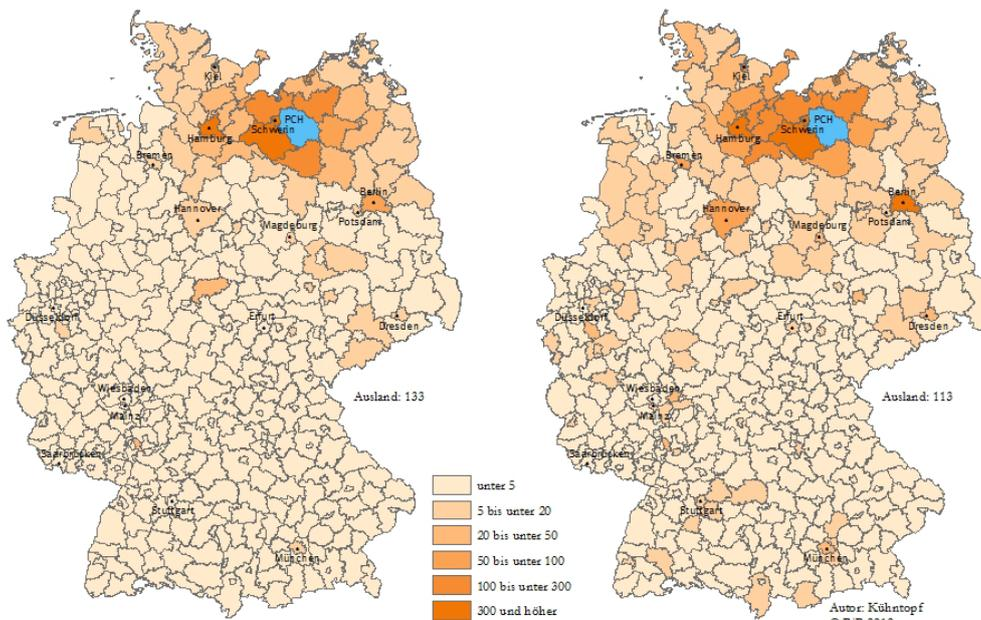 Kiel
PCH
Schwerin
Hamburg
Bremen
Berlin
Hannover
Potsdam
Magdeburg
Düsseldorf
Erfurt
Dresden
Wiesbaden
Mainz
Saarbrücken
Stuttgart
München
Ausland: 133
Kiel
PCH
Schwerin
Hamburg
Bremen
Berlin
Hannover
Potsdam
Magdeburg
Düsseldorf
Erfurt
Dresden
Wiesbaden
Mainz
Saarbrücken
Stuttgart
München
Ausland: 113
unter 5
5 bis unter 20
20 bis unter 50
50 bis unter 100
100 bis unter 300
300 und höher
Autor: Kühntopf